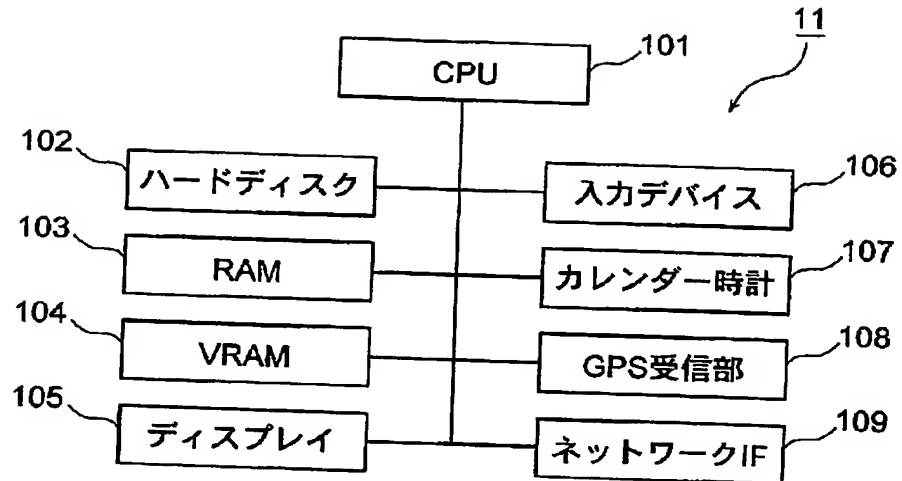 11
101
CPU
102
ハードディスク
106
入力デバイス
103
RAM
107
カレンダー時計
104
VRAM
108
GPS受信部
105
ディスプレイ
109
ネットワークIF